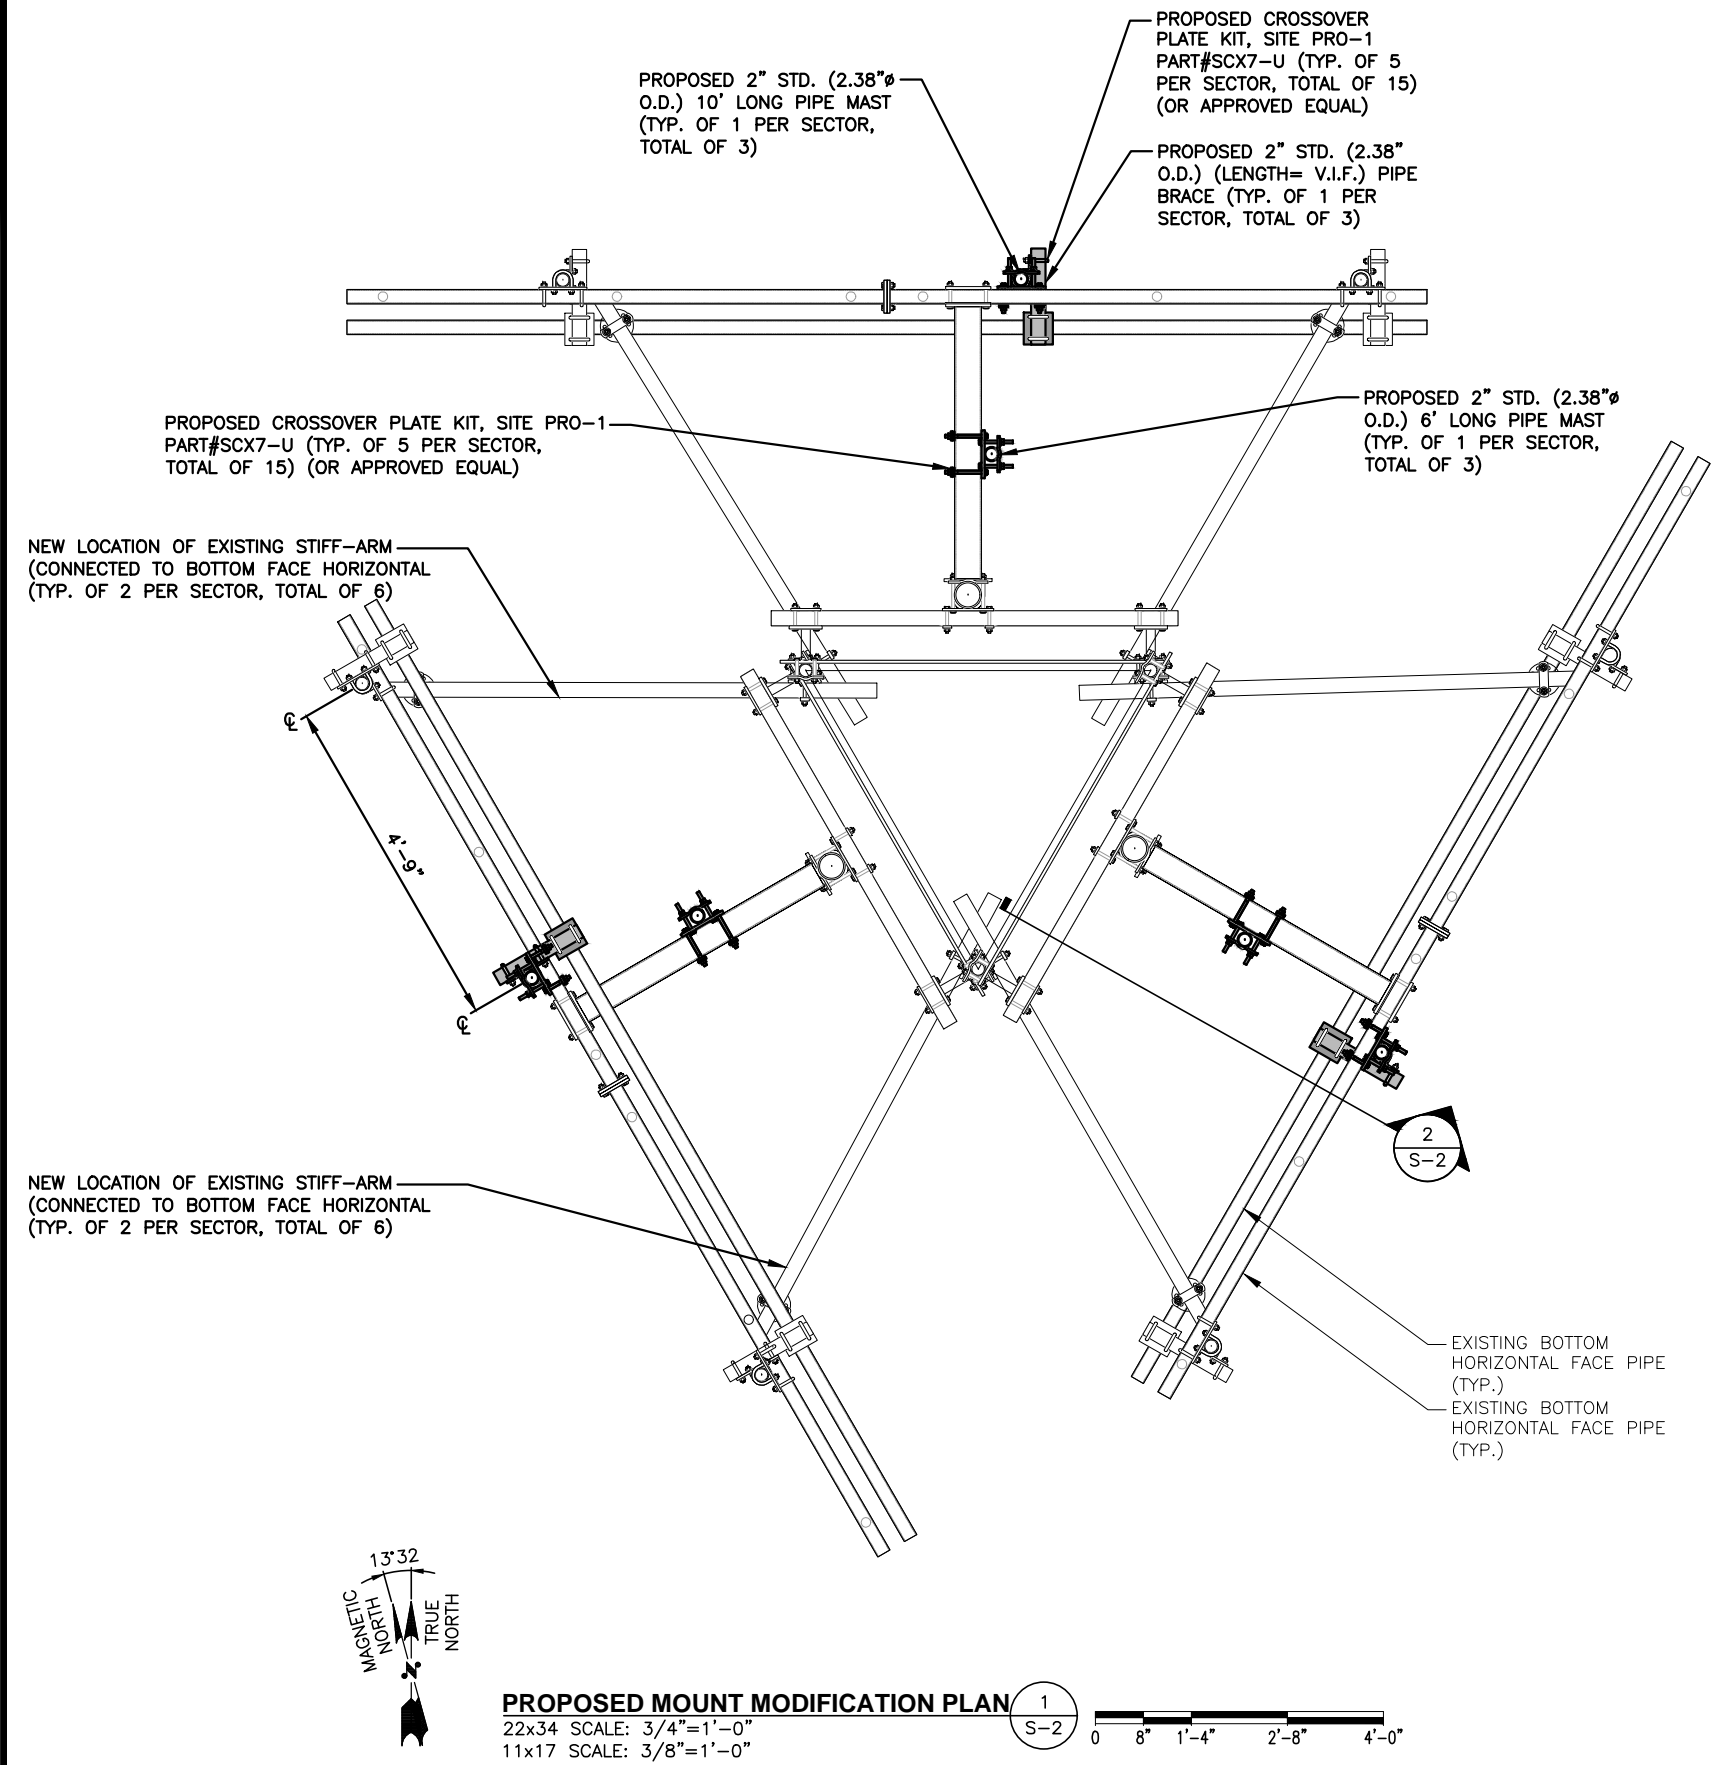 PROPOSED CROSSOVER
PLATE KIT, SITE PRO-1
PART#SCX7-U (TYP. OF 5
PER SECTOR, TOTAL OF 15)
(OR APPROVED EQUAL)
PROPOSED 2" STD. (2.38"ø
O.D.) 10' LONG PIPE MAST
(TYP. OF 1 PER SECTOR,
TOTAL OF 3)
PROPOSED 2" STD. (2.38"
O.D.) (LENGTH= V.I.F.) PIPE
BRACE (TYP. OF 1 PER
SECTOR, TOTAL OF 3)
PROPOSED CROSSOVER PLATE KIT, SITE PRO-1
PART#SCX7-U (TYP. OF 5 PER SECTOR,
TOTAL OF 15) (OR APPROVED EQUAL)
PROPOSED 2" STD. (2.38"ø
O.D.) 6' LONG PIPE MAST
(TYP. OF 1 PER SECTOR,
TOTAL OF 3)
NEW LOCATION OF EXISTING STIFF-ARM
(CONNECTED TO BOTTOM FACE HORIZONTAL
(TYP. OF 2 PER SECTOR, TOTAL OF 6)
℄
4'-9"
℄
2
S-2
NEW LOCATION OF EXISTING STIFF-ARM
(CONNECTED TO BOTTOM FACE HORIZONTAL
(TYP. OF 2 PER SECTOR, TOTAL OF 6)
EXISTING BOTTOM
HORIZONTAL FACE PIPE
(TYP.)
EXISTING BOTTOM
HORIZONTAL FACE PIPE
(TYP.)
13°32
MAGNETIC
NORTH
TRUE
NORTH
N
PROPOSED MOUNT MODIFICATION PLAN
22x34 SCALE: 3/4"=1'-0"
11x17 SCALE: 3/8"=1'-0"
1
S-2
0 8" 1'-4" 2'-8" 4'-0"